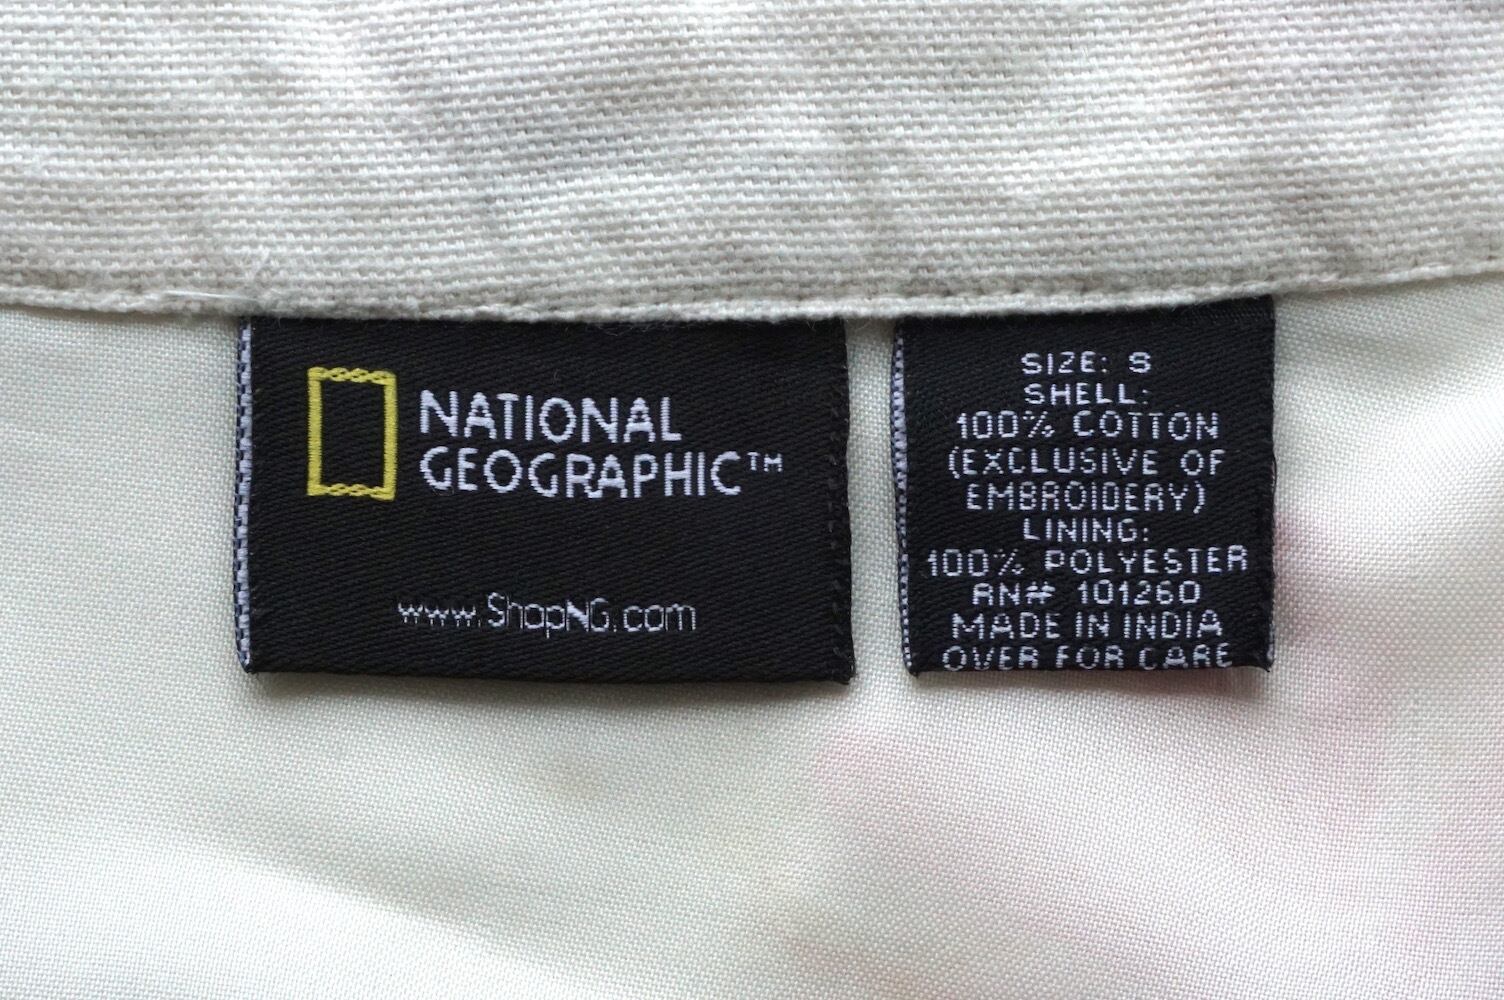 NATIONAL
GEOGRAPHIC™
www.ShopNG.com
SIZE: S
SHELL:
100% COTTON
(EXCLUSIVE OF
EMBROIDERY)
LINING:
100% POLYESTER
RN# 101260
MADE IN INDIA
OVER FOR CARE